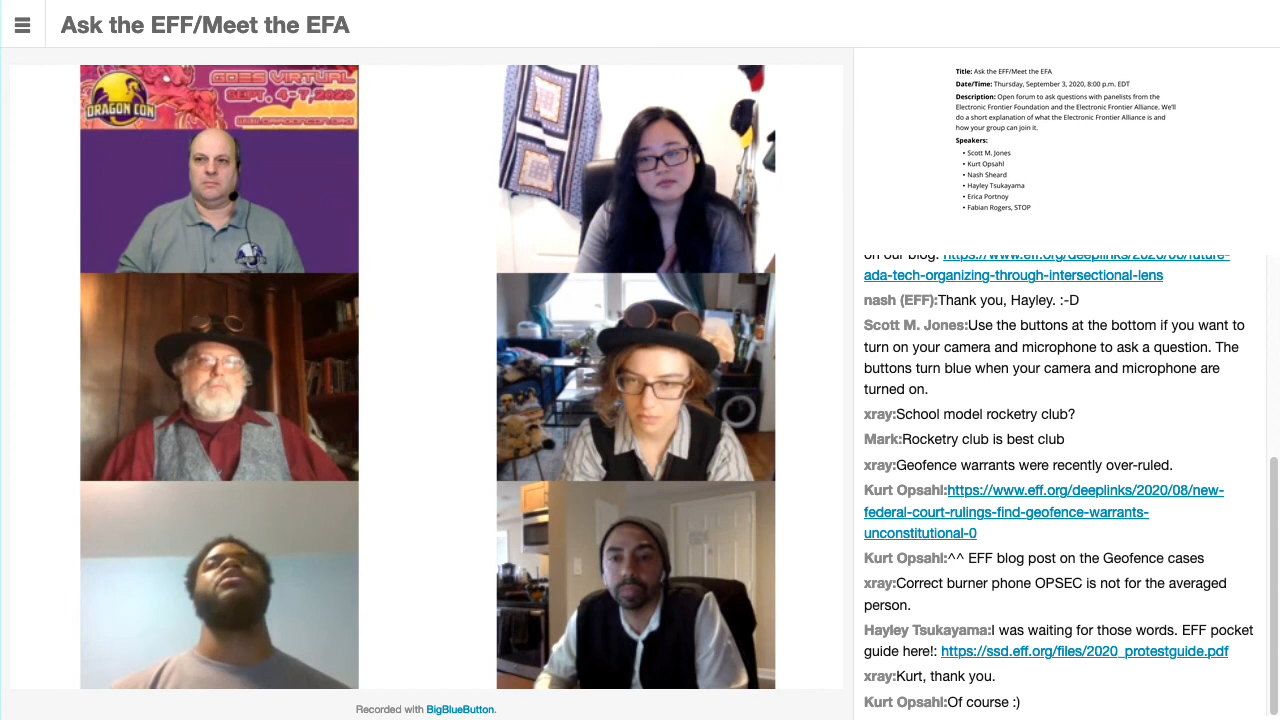 Ask the EFF/Meet the EFA
DRAGON CON
GOES VIRTUAL
SEPT. 4-7, 2020
Title: Ask the EFF/Meet the EFA
Date/Time: Thursday, September 3, 2020, 8:00 p.m. EDT
Description: Open forum to ask questions with panelists from the
Electronic Frontier Foundation and the Electronic Frontier Alliance. We'll
do a short explanation of what the Electronic Frontier Alliance is and
how your group can join it.
Speakers:
• Scott M. Jones
• Kurt Opsahl
• Nash Sheard
• Hayley Tsukayama
• Erica Portnoy
• Fabian Rogers, STOP
on our blog: https://www.eff.org/deeplinks/2020/08/future-
ada-tech-organizing-through-intersectional-lens
nash (EFF):Thank you, Hayley. :-D
Scott M. Jones:Use the buttons at the bottom if you want to
turn on your camera and microphone to ask a question. The
buttons turn blue when your camera and microphone are
turned on.
xray:School model rocketry club?
Mark:Rocketry club is best club
xray:Geofence warrants were recently over-ruled.
Kurt Opsahl:https://www.eff.org/deeplinks/2020/08/new-
federal-court-rulings-find-geofence-warrants-
unconstitutional-0
Kurt Opsahl:^^ EFF blog post on the Geofence cases
xray:Correct burner phone OPSEC is not for the averaged
person.
Hayley Tsukayama:I was waiting for those words. EFF pocket
guide here!: https://ssd.eff.org/files/2020_protestguide.pdf
xray:Kurt, thank you.
Kurt Opsahl:Of course :)
Recorded with BigBlueButton.